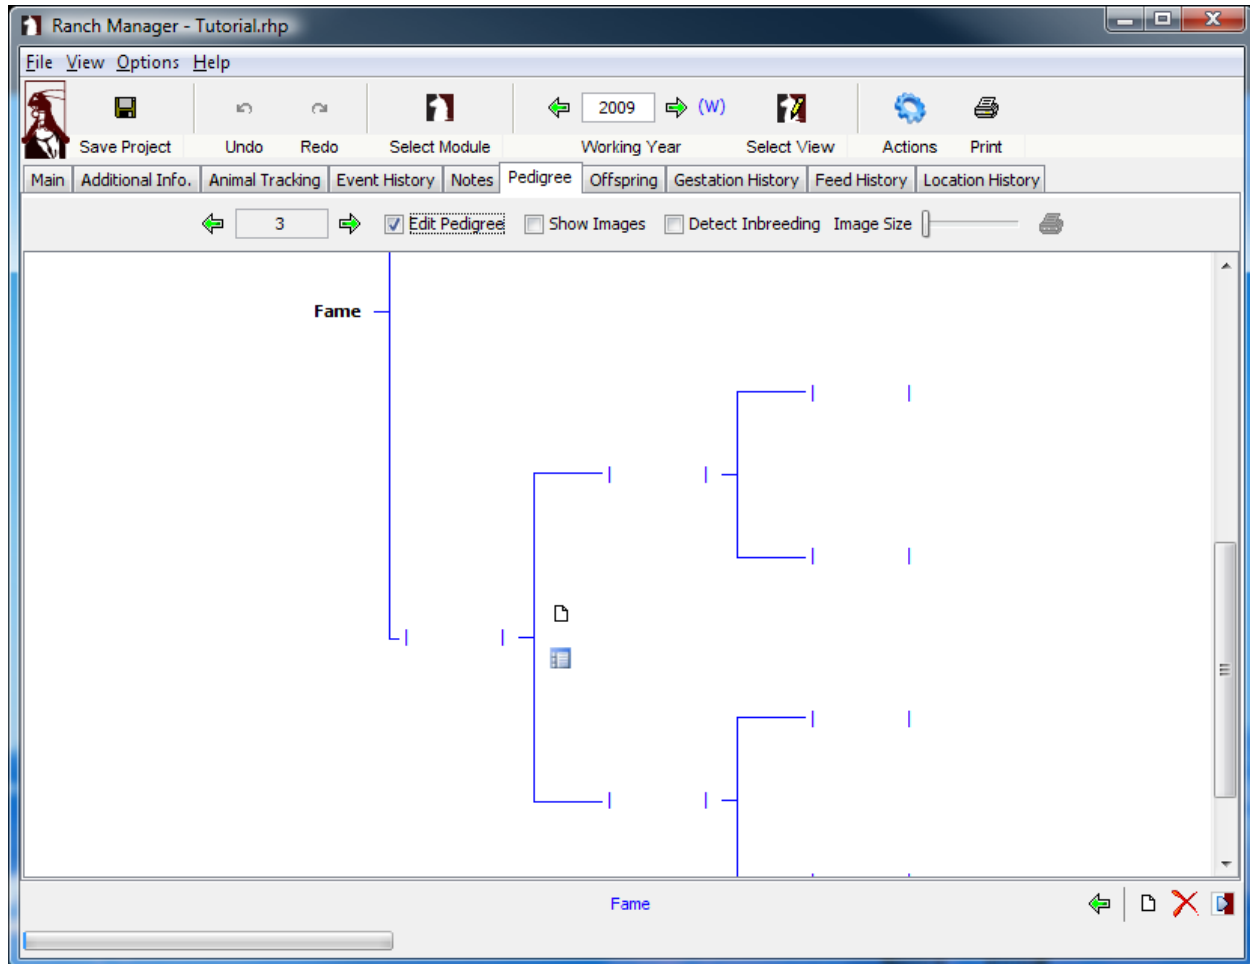 Ranch Manager - Tutorial.rhp
File View Options Help
2009 (W)
Save Project Undo Redo Select Module Working Year Select View Actions Print
Main Additional Info. Animal Tracking Event History Notes Pedigree Offspring Gestation History Feed History Location History
3 Edit Pedigree Show Images Detect Inbreeding Image Size
Fame
Fame